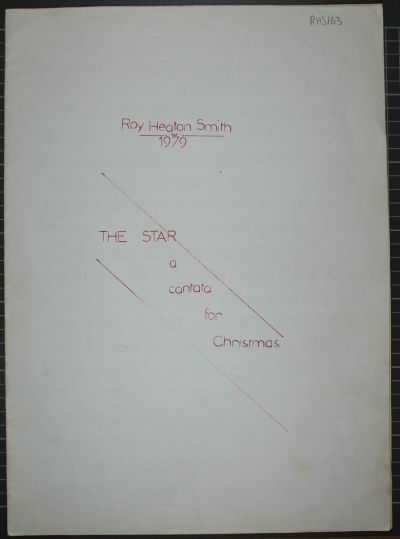 RHS163
Roy Heaton Smith
1979
THE STAR
a
cantata
for
Christmas